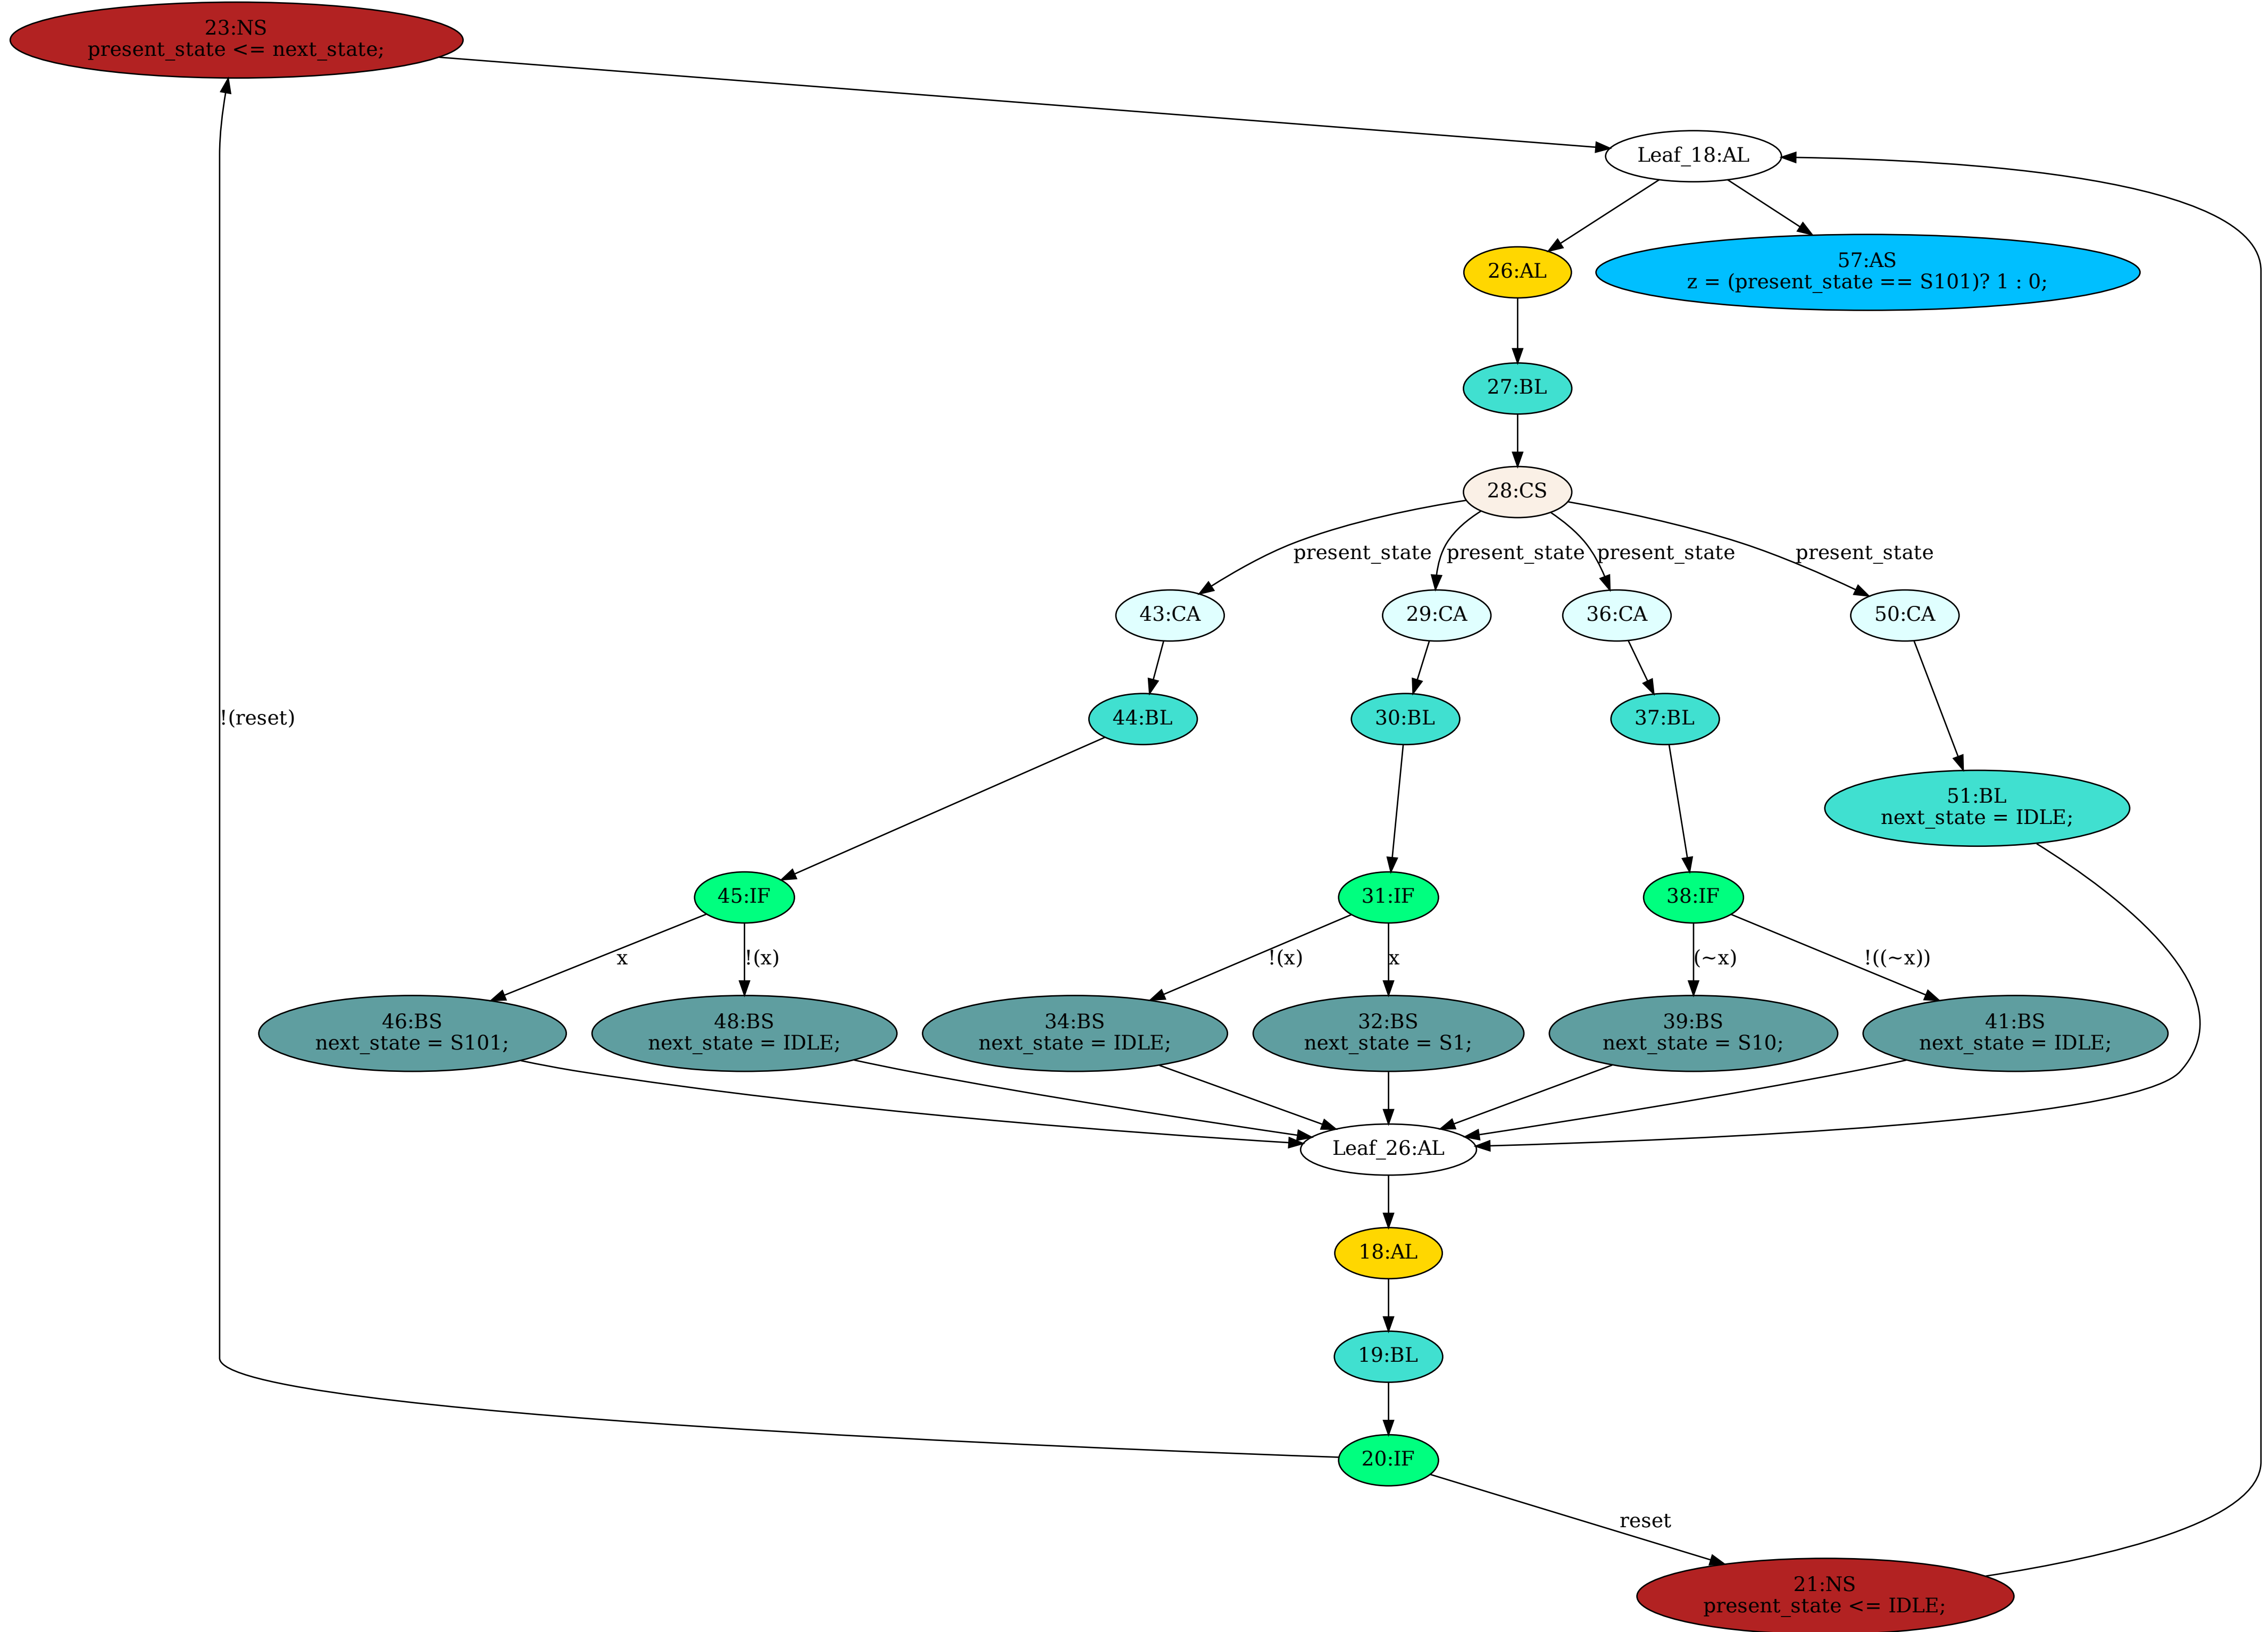 23:NS
present_state <= next_state;
Leaf_18:AL
26:AL
57:AS
z = (present_state == S101)? 1 : 0;
27:BL
28:CS
present_state
present_state
present_state
present_state
43:CA
29:CA
36:CA
50:CA
!(reset)
44:BL
30:BL
37:BL
51:BL
next_state = IDLE;
45:IF
31:IF
38:IF
x
!(x)
!(x)
x
(~x)
!((~x))
46:BS
next_state = S101;
48:BS
next_state = IDLE;
34:BS
next_state = IDLE;
32:BS
next_state = S1;
39:BS
next_state = S10;
41:BS
next_state = IDLE;
Leaf_26:AL
18:AL
19:BL
20:IF
reset
21:NS
present_state <= IDLE;